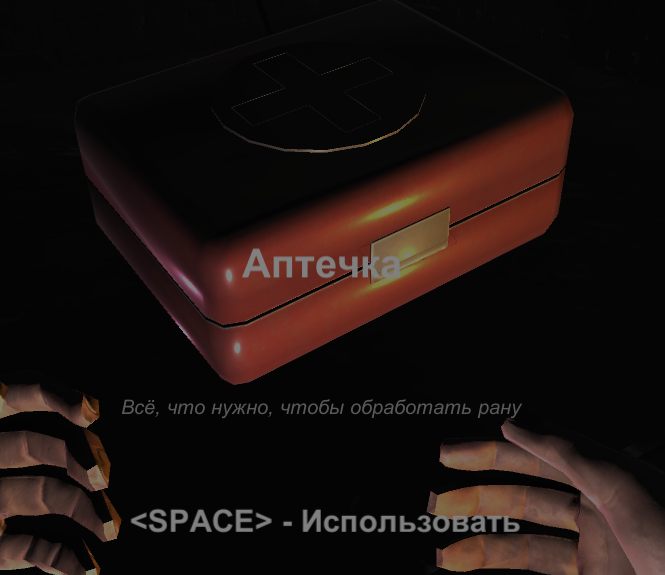 Аптечка
Всё, что нужно, чтобы обработать рану
<SPACE> - Использовать